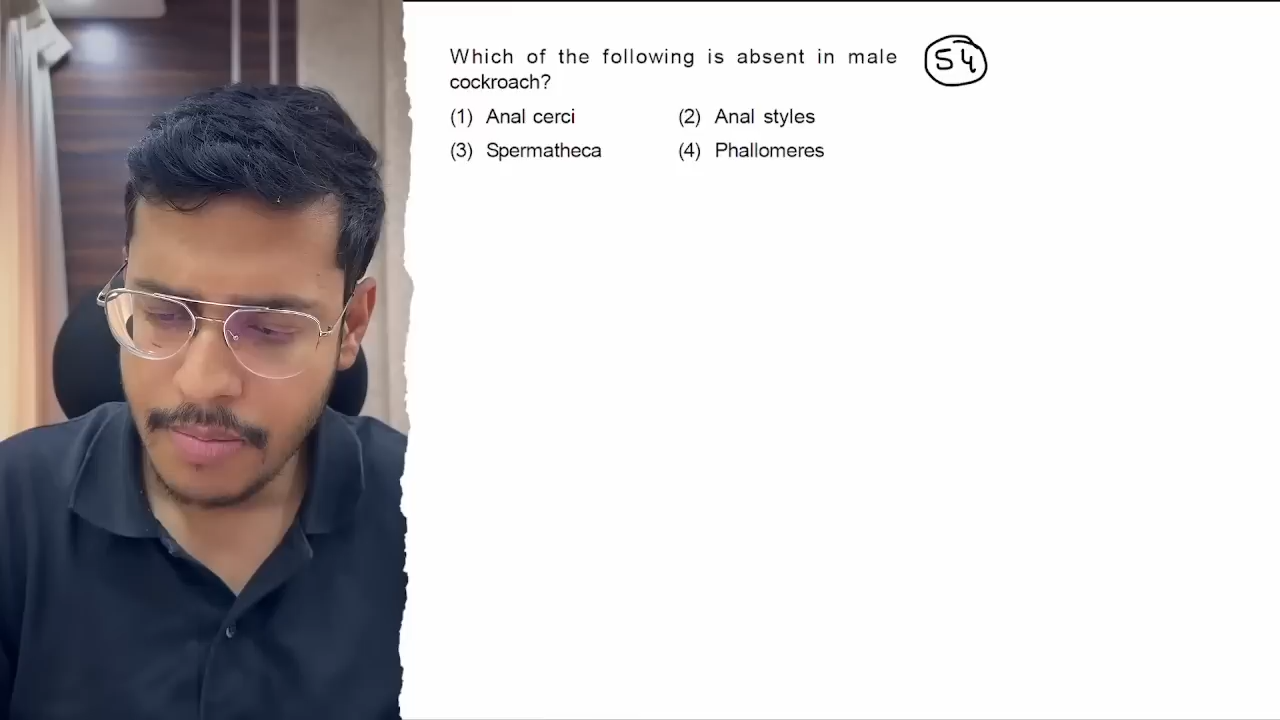 Which of the following is absent in male 54
cockroach?
(1) Anal cerci (2) Anal styles
(3) Spermatheca (4) Phallomeres